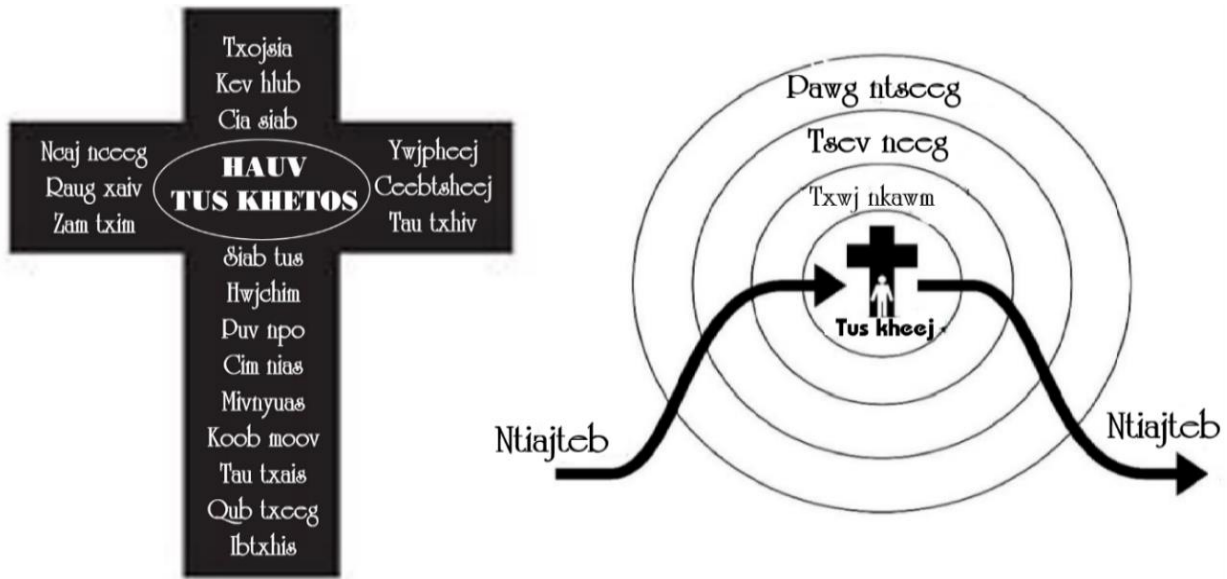 Txojsia
Kev hlub
Cia siab
Ncaj nceeg
Raug xaiv
Zam txim
HAUV
TUS KHETOS
Ywjpheej
Ceebtsheej
Tau txhiv
Siab tus
Hwjchim
Puv npo
Cim nias
Mivnyuas
Koob moov
Tau txais
Qub txeeg
Ibtxhis
Pawg ntseeg
Tsev neeg
Txwj nkawm
Tus kheej
Ntiajteb
Ntiajteb